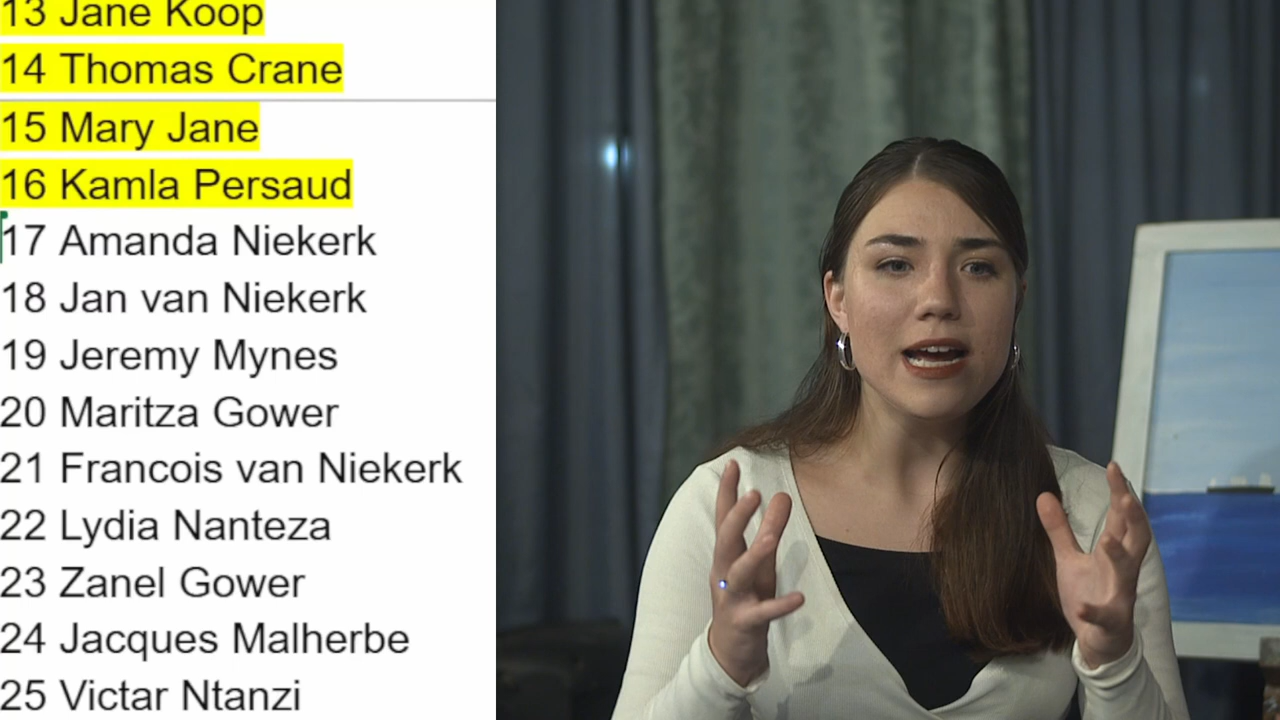 13 Jane Koop
14 Thomas Crane
15 Mary Jane
16 Kamla Persaud
17 Amanda Niekerk
18 Jan van Niekerk
19 Jeremy Mynes
20 Maritza Gower
21 Francois van Niekerk
22 Lydia Nanteza
23 Zanel Gower
24 Jacques Malherbe
25 Victar Ntanzi